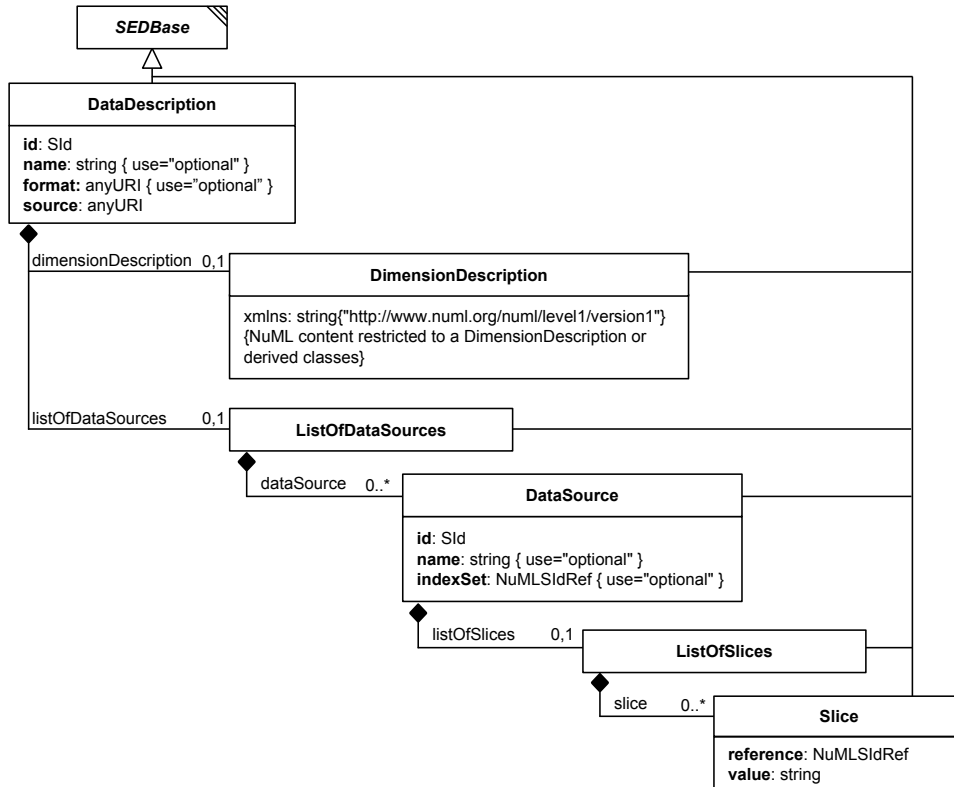 SEDBase
DataDescription
id: SId
name: string { use="optional" }
format: anyURI { use=”optional” }
source: anyURI
dimensionDescription 0,1
DimensionDescription
xmlns: string{"http://www.numl.org/numl/level1/version1"}
{NuML content restricted to a DimensionDescription or
derived classes}
listOfDataSources 0,1
ListOfDataSources
dataSource 0..*
DataSource
id: SId
name: string { use="optional" }
indexSet: NuMLSIdRef { use="optional" }
listOfSlices 0,1
ListOfSlices
slice 0..*
Slice
reference: NuMLSIdRef
value: string